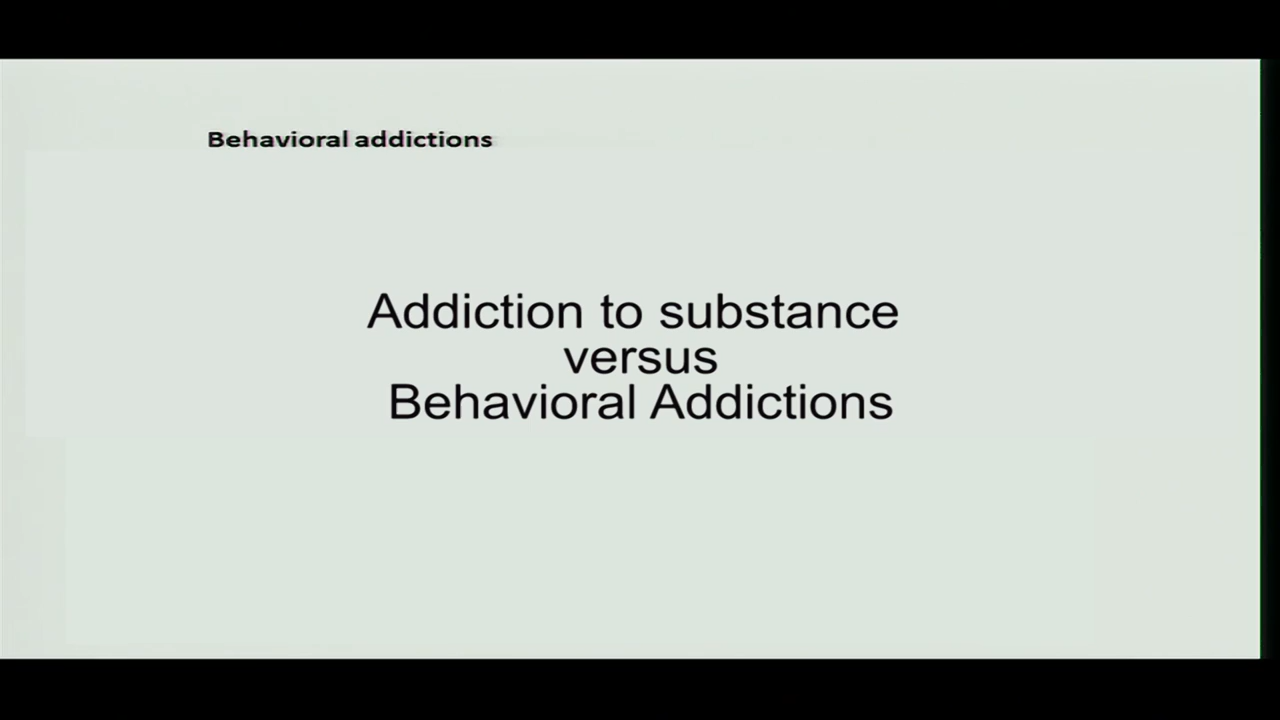 Behavioral addictions
Addiction to substance
versus
Behavioral Addictions